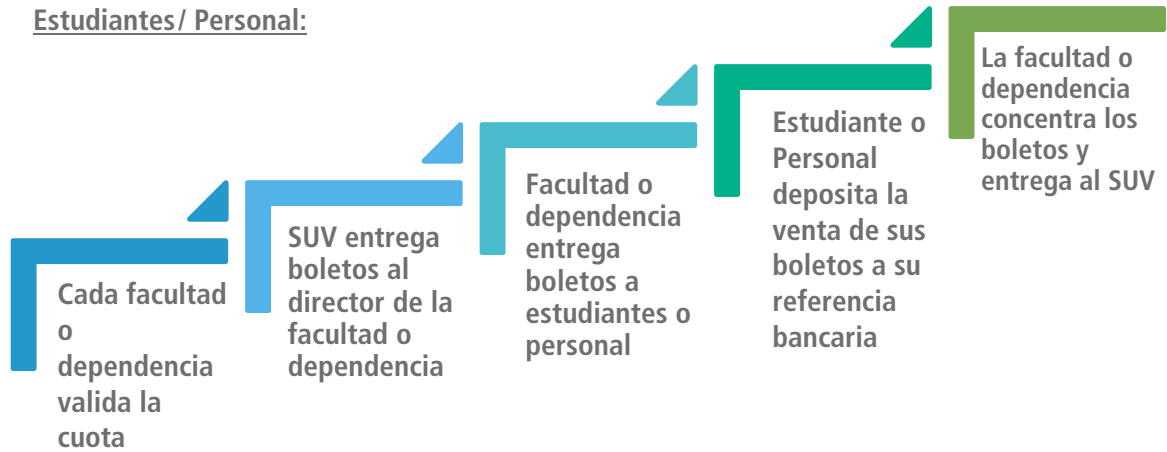 Estudiantes/ Personal:
Cada facultad
o
dependencia
valida la
cuota
SUV entrega
boletos al
director de la
facultad o
dependencia
Facultad o
dependencia
entrega
boletos a
estudiantes o
personal
Estudiante o
Personal
deposita la
venta de sus
boletos a su
referencia
bancaria
La facultad o
dependencia
concentra los
boletos y
entrega al SUV